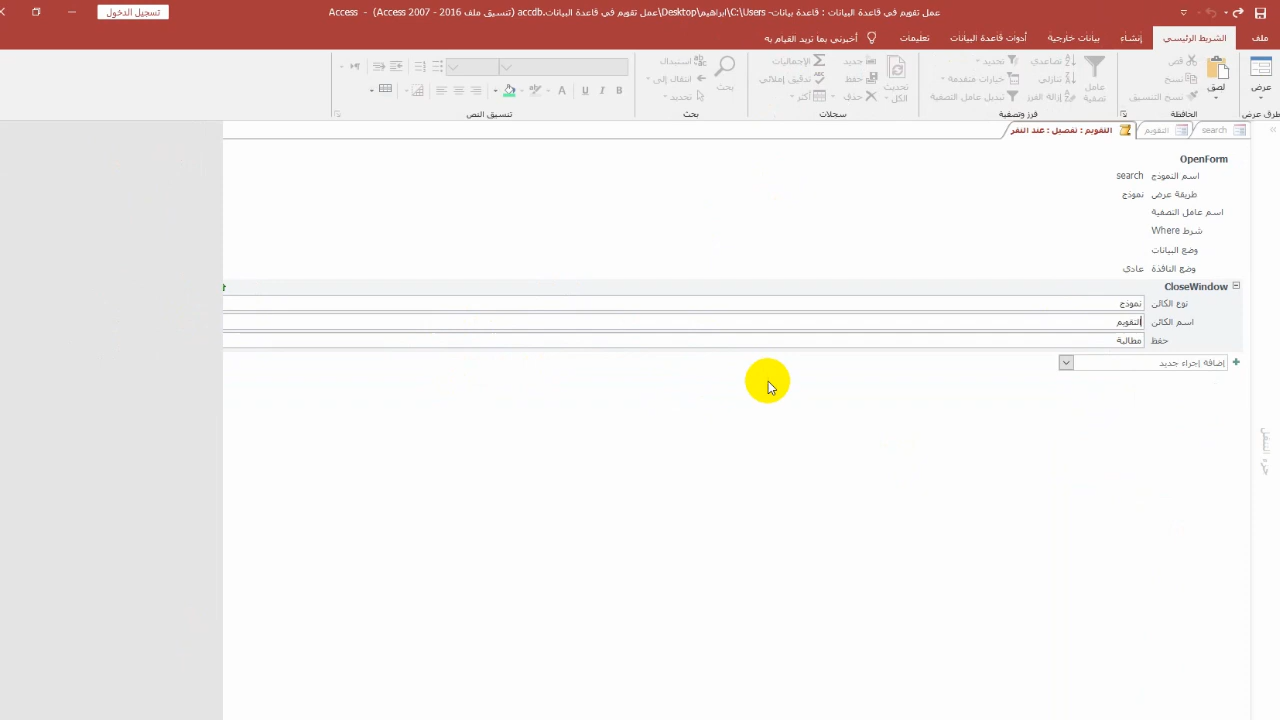 عمل تقويم في قاعدة البيانات : قاعدة بيانات- C:\Users\ابراهيم\Desktop\عمل تقويم في قاعدة البيانات.accdb (تنسيق ملف Access 2007 - 2016) - Access
تسجيل الدخول
ملف
الشريط الرئيسي
إنشاء
بيانات خارجية
أدوات قاعدة البيانات
تعليمات
أخبرني بما تريد القيام به
عرض
طرق عرض
لصق
قص
نسخ
نسخ التنسيق
الحافظة
عامل تصفية
تصاعدي
تنازلي
إزالة الفرز
تحديد
خيارات متقدمة
تبديل عامل التصفية
فرز وتصفية
تحديث الكل
جديد
حفظ
حذف
الإجماليات
تدقيق إملائي
أكثر
سجلات
بحث
استبدال
انتقال إلى
تحديد
بحث
B I U A
تنسيق النص
search
التقويم
التقويم : تفصيل : عند النقر
OpenForm
اسم النموذج search
طريقة عرض نموذج
اسم عامل التصفية
شرط Where
وضع البيانات
وضع النافذة عادي
CloseWindow
نوع الكائن نموذج
اسم الكائن التقويم
حفظ مطالبة
إضافة إجراء جديد
جزء التنقل